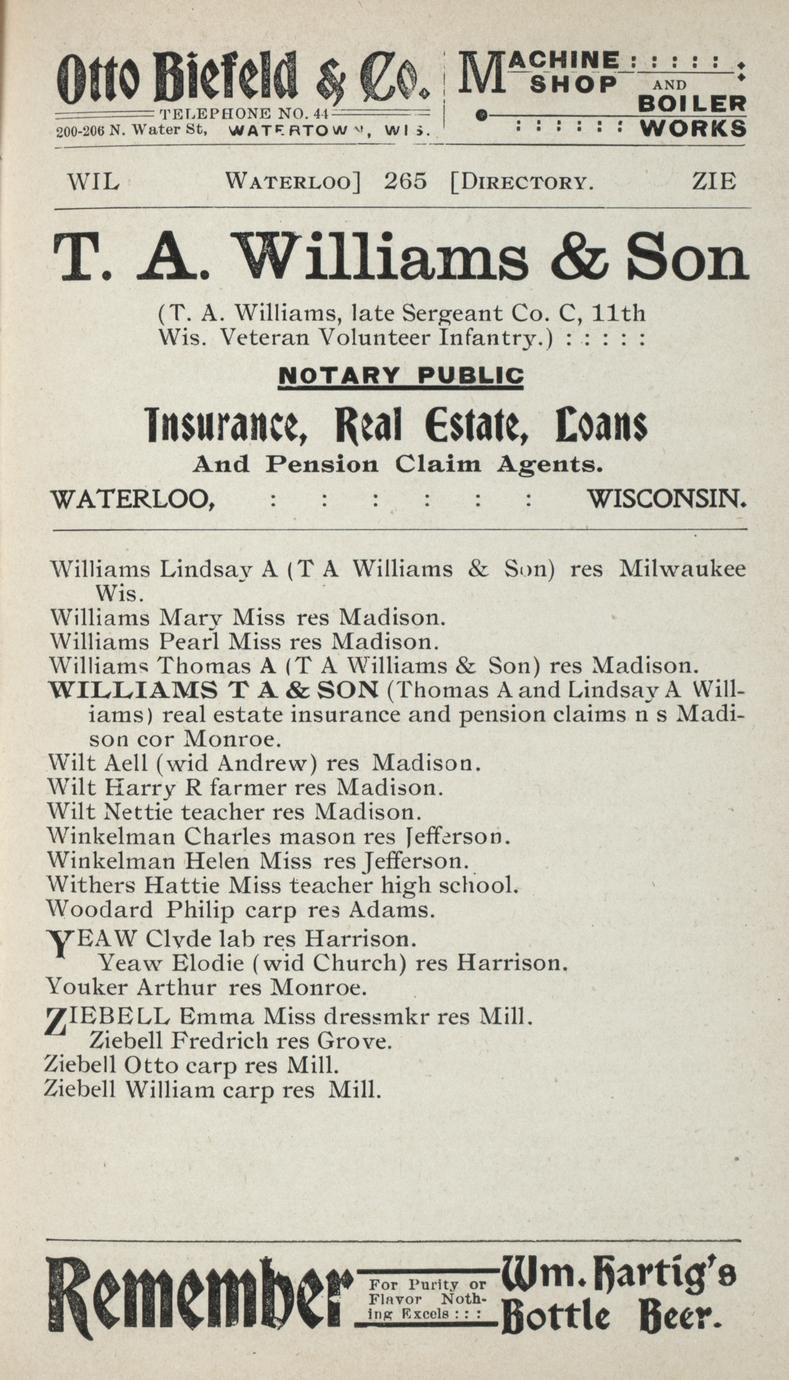 Otto Biefeld & Co.
TELEPHONE NO. 44
200-206 N. Water St, WATERTOWN, WIS.
MACHINE : : : : :
SHOP AND
BOILER
: : : : : : WORKS
WIL WATERLOO] 265 [DIRECTORY. ZIE
T. A. Williams & Son
(T. A. Williams, late Sergeant Co. C, 11th
Wis. Veteran Volunteer Infantry.) : : : : :
NOTARY PUBLIC
Insurance, Real Estate, Loans
And Pension Claim Agents.
WATERLOO, : : : : : : WISCONSIN.
Williams Lindsay A (T A Williams & Son) res Milwaukee
Wis.
Williams Mary Miss res Madison.
Williams Pearl Miss res Madison.
Williams Thomas A (T A Williams & Son) res Madison.
WILLIAMS T A & SON (Thomas A and Lindsay A Will-
iams) real estate insurance and pension claims n s Madi-
son cor Monroe.
Wilt Aell (wid Andrew) res Madison.
Wilt Harry R farmer res Madison.
Wilt Nettie teacher res Madison.
Winkelman Charles mason res Jefferson.
Winkelman Helen Miss res Jefferson.
Withers Hattie Miss teacher high school.
Woodard Philip carp res Adams.
YEAW Clyde lab res Harrison.
Yeaw Elodie (wid Church) res Harrison.
Youker Arthur res Monroe.
ZIEBELL Emma Miss dressmkr res Mill.
Ziebell Fredrich res Grove.
Ziebell Otto carp res Mill.
Ziebell William carp res Mill.
Remember
For Purity or
Flavor Noth-
ing Excels : : :
Wm. Hartig's
Bottle Beer.